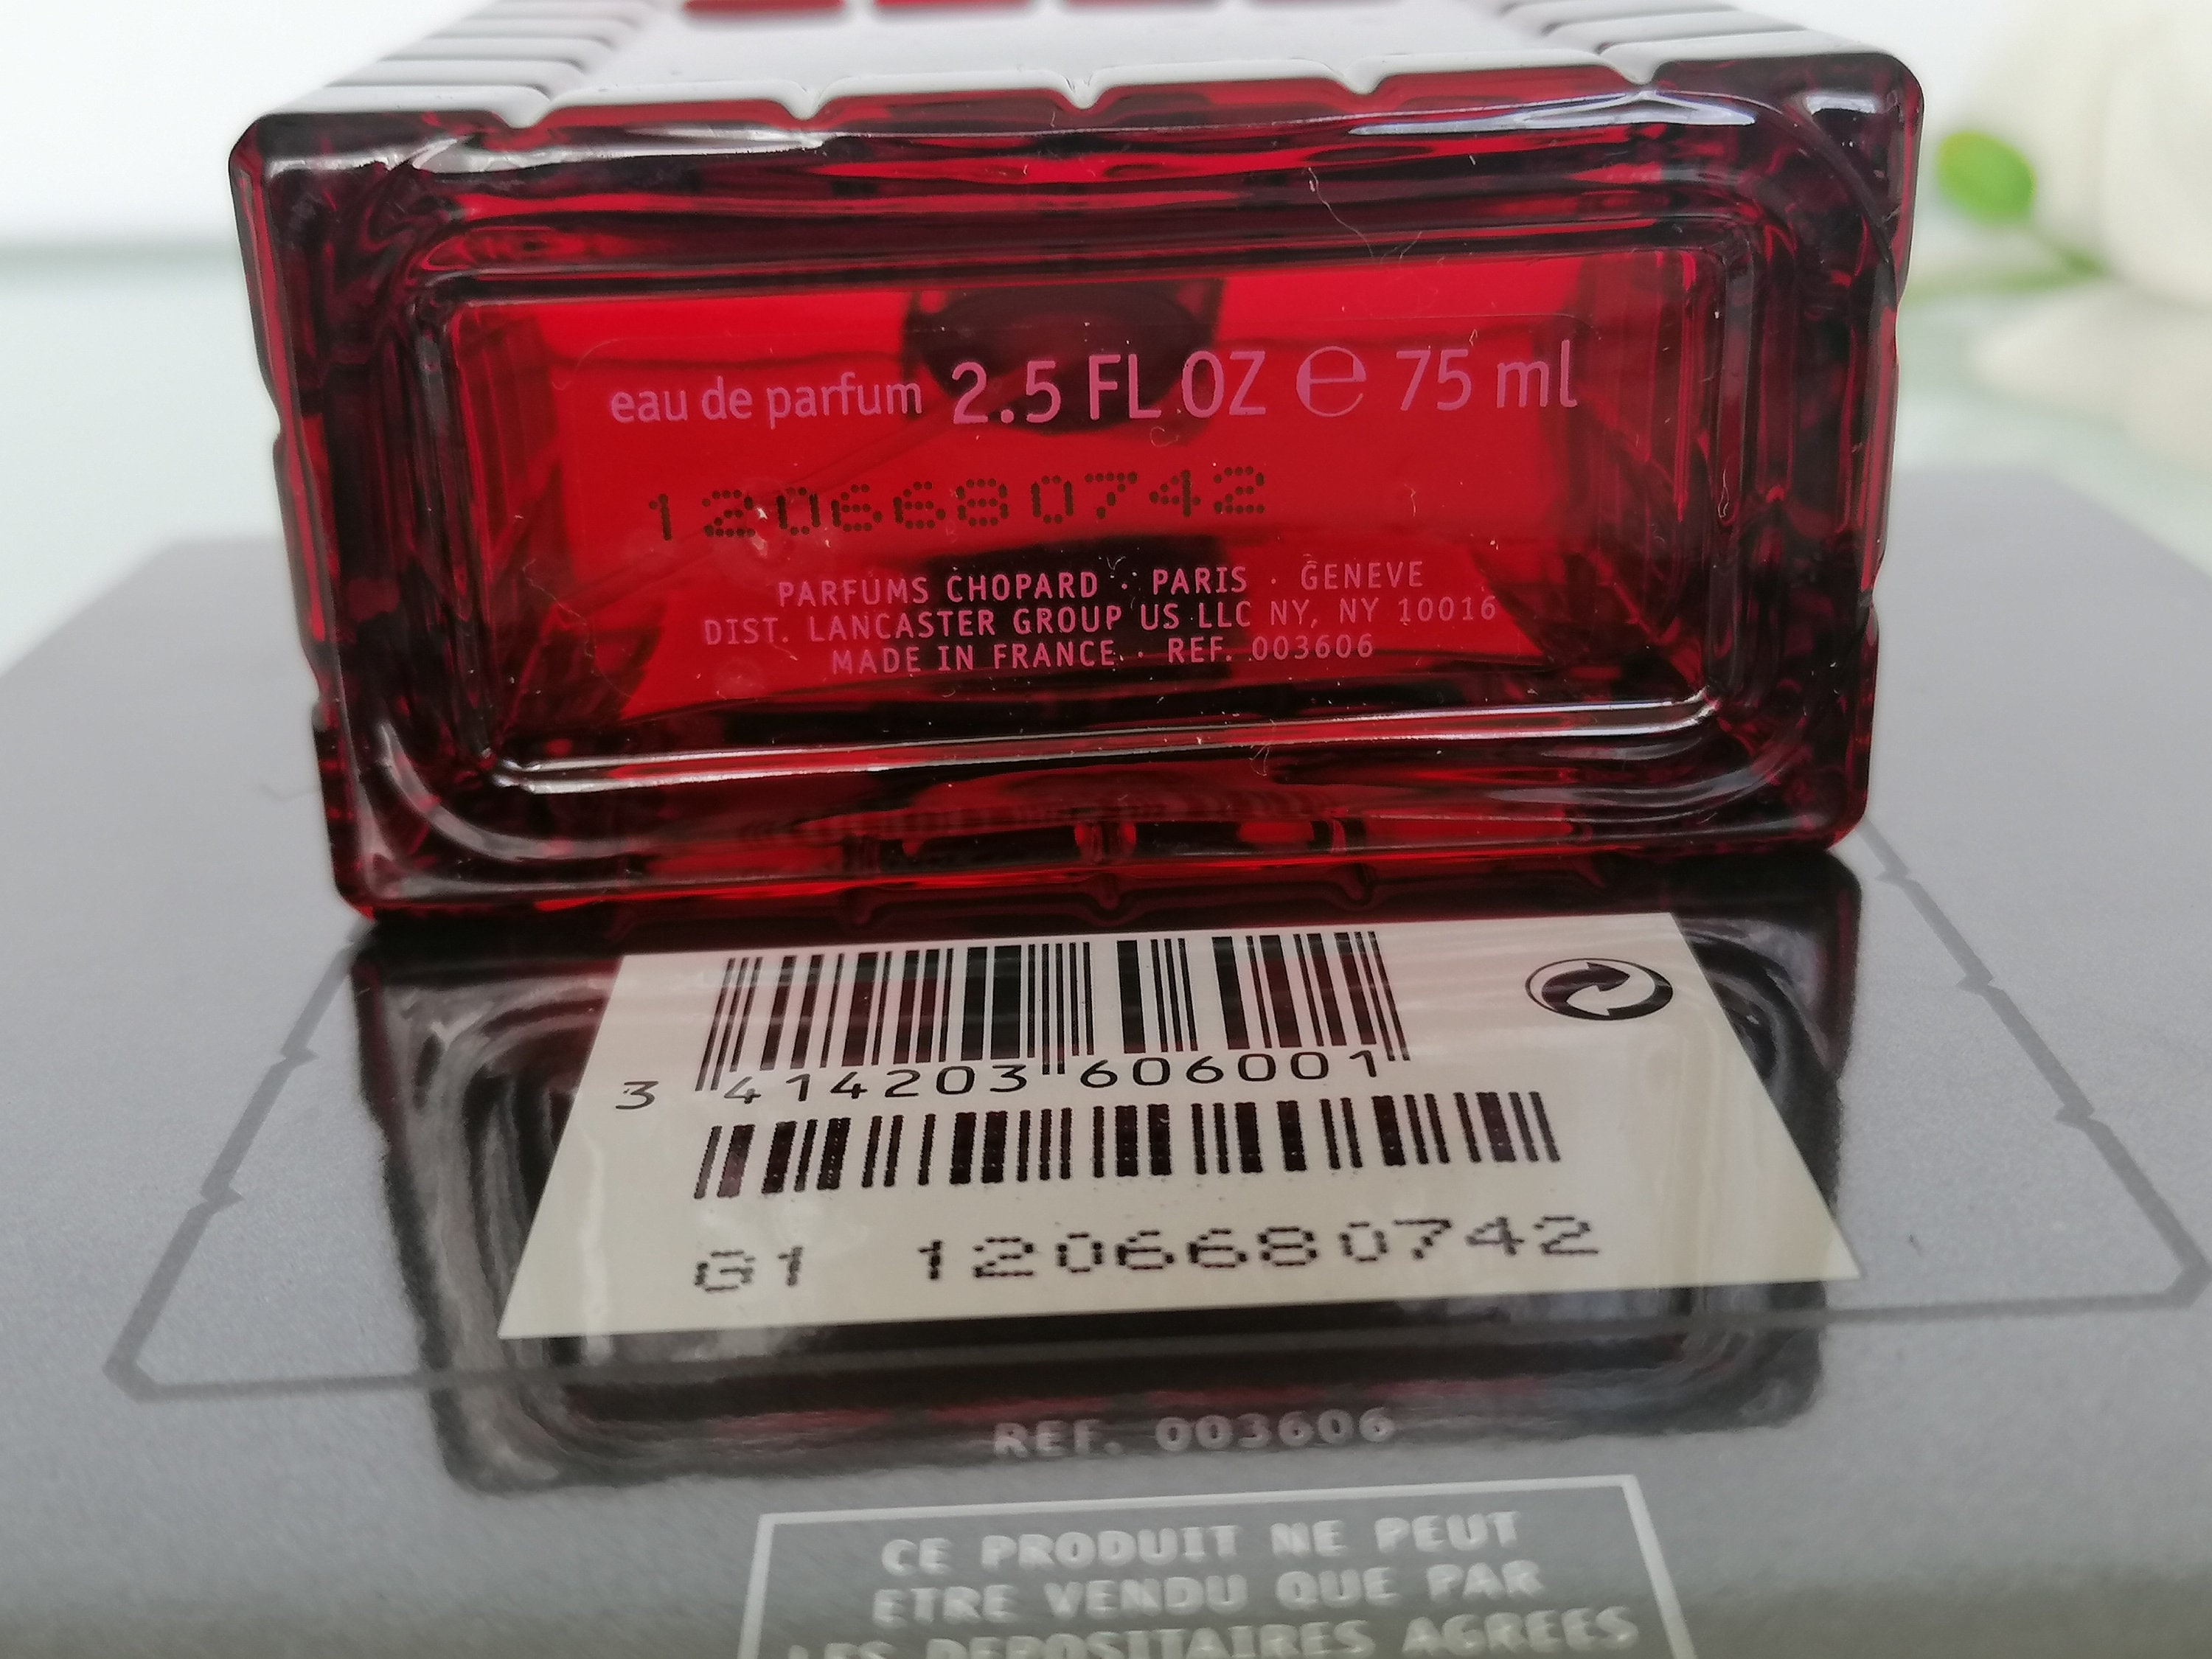 eau de parfum 2.5 FL OZ ℮ 75 ml
1206680742
PARFUMS CHOPARD · PARIS · GENEVE
DIST. LANCASTER GROUP US LLC NY, NY 10016
MADE IN FRANCE · REF. 003606
3 414203 606001
G1 1206680742
REF. 003606
CE PRODUIT NE PEUT
ETRE VENDU QUE PAR
LES DEPOSITAIRES AGREES